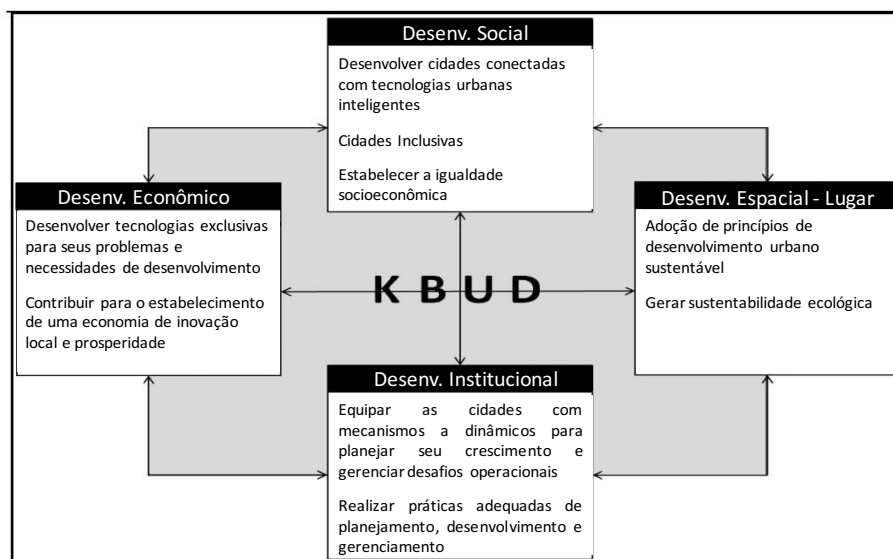 Desenv. Social
Desenvolver cidades conectadas
com tecnologias urbanas
inteligentes
Cidades Inclusivas
Estabelecer a igualdade
socioeconômica
Desenv. Econômico
Desenvolver tecnologias exclusivas
para seus problemas e
necessidades de desenvolvimento
Contribuir para o estabelecimento
de uma economia de inovação
local e prosperidade
K B U D
Desenv. Espacial - Lugar
Adoção de princípios de
desenvolvimento urbano
sustentável
Gerar sustentabilidade ecológica
Desenv. Institucional
Equipar as cidades com
mecanismos a dinâmicos para
planejar seu crescimento e
gerenciar desafios operacionais
Realizar práticas adequadas de
planejamento, desenvolvimento e
gerenciamento